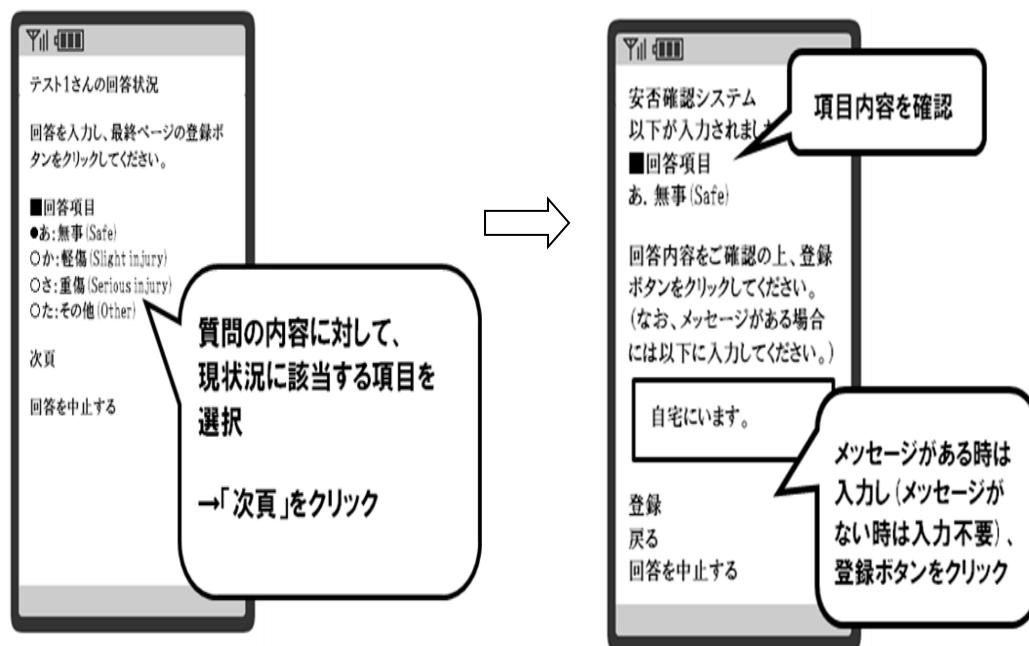 テスト1さんの回答状況
回答を入力し、最終ページの登録ボ
タンをクリックしてください。
■回答項目
●あ:無事(Safe)
○か:軽傷(Slight injury)
○さ:重傷(Serious injury)
○た:その他(Other)
次頁
回答を中止する
質問の内容に対して、
現状況に該当する項目を
選択
→「次頁」をクリック
安否確認システム
以下が入力されまし
■回答項目
あ. 無事(Safe)
回答内容をご確認の上、登録
ボタンをクリックしてください。
(なお、メッセージがある場合
には以下に入力してください。)
自宅にいます。
登録
戻る
回答を中止する
項目内容を確認
メッセージがある時は
入力し(メッセージが
ない時は入力不要)、
登録ボタンをクリック